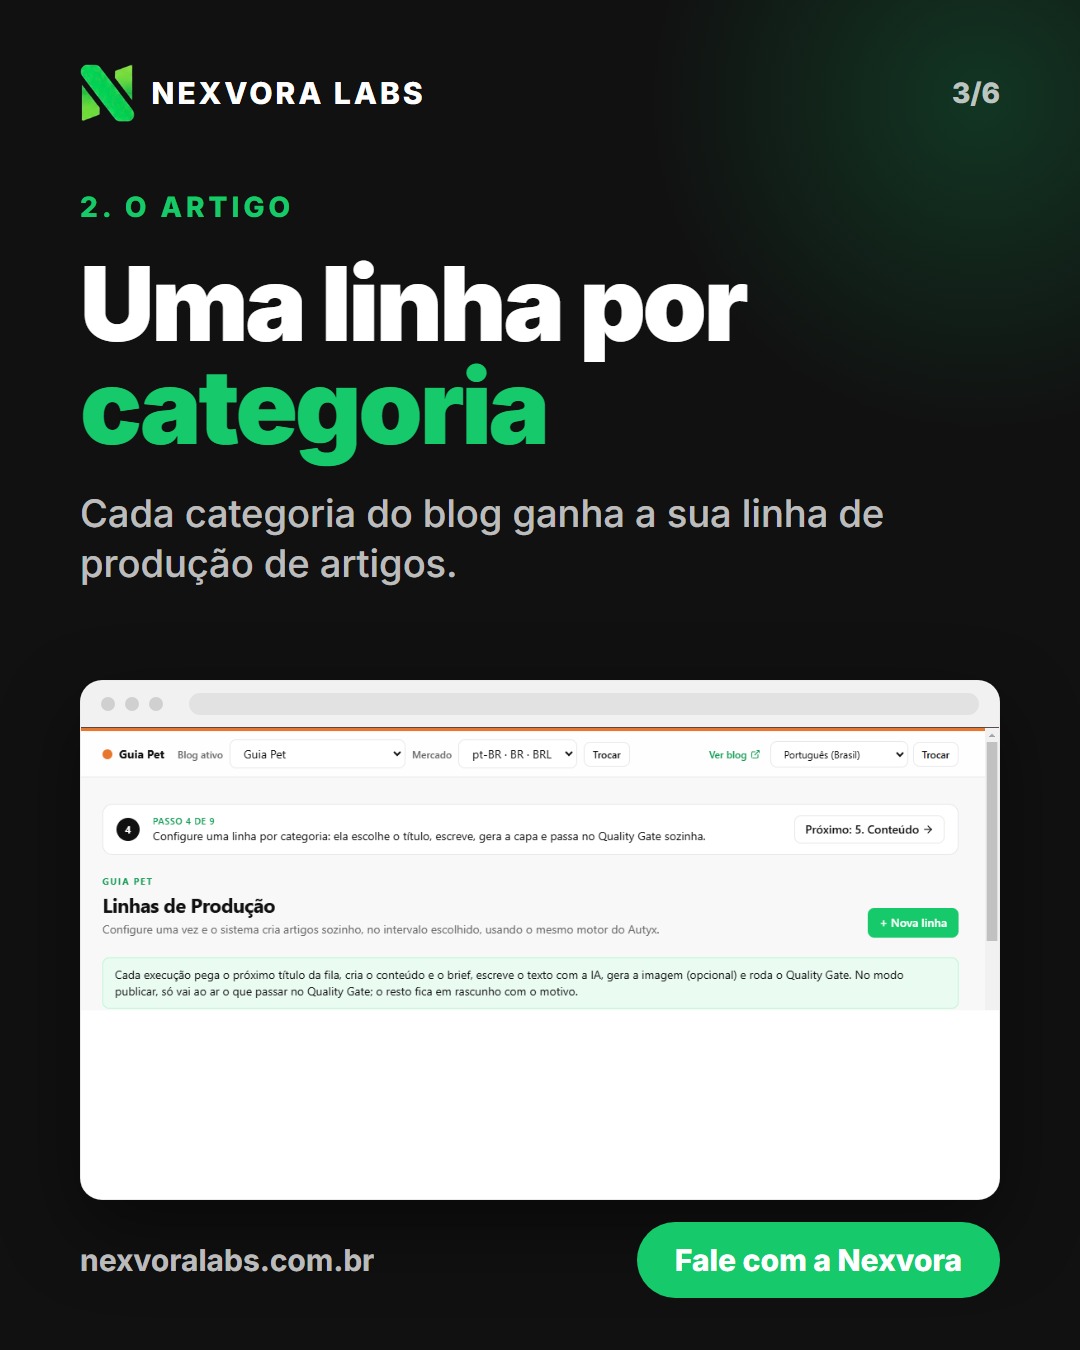 NEXVORA LABS
3/6
2. O ARTIGO
Uma linha por
categoria
Cada categoria do blog ganha a sua linha de
produção de artigos.
Guia Pet Blog ativo Guia Pet Mercado pt-BR · BR · BRL Trocar Ver blog Português (Brasil) Trocar
4
PASSO 4 DE 9
Configure uma linha por categoria: ela escolhe o título, escreve, gera a capa e passa no Quality Gate sozinha.
Próximo: 5. Conteúdo →
GUIA PET
Linhas de Produção
Configure uma vez e o sistema cria artigos sozinho, no intervalo escolhido, usando o mesmo motor do Autyx.
+ Nova linha
Cada execução pega o próximo título da fila, cria o conteúdo e o brief, escreve o texto com a IA, gera a imagem (opcional) e roda o Quality Gate. No modo
publicar, só vai ao ar o que passar no Quality Gate; o resto fica em rascunho com o motivo.
nexvoralabs.com.br
Fale com a Nexvora